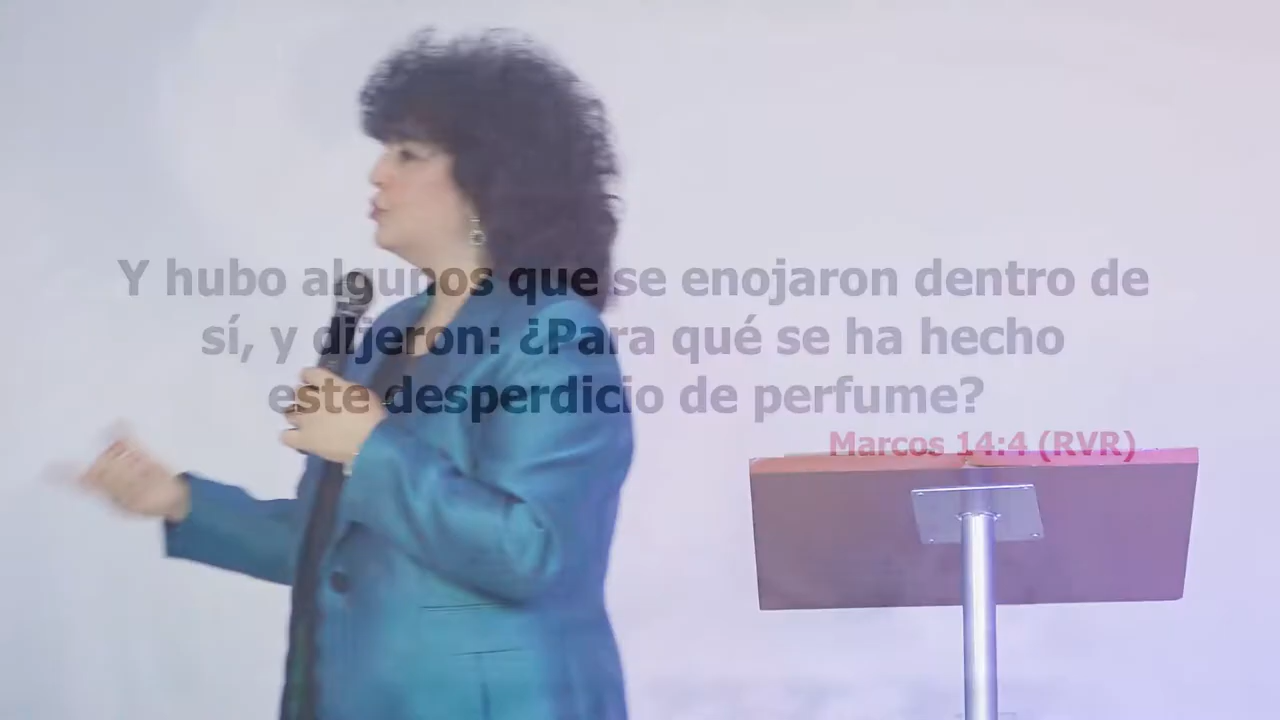 Y hubo algunos que se enojaron dentro de
sí, y dijeron: ¿Para qué se ha hecho
este desperdicio de perfume?
Marcos 14:4 (RVR)